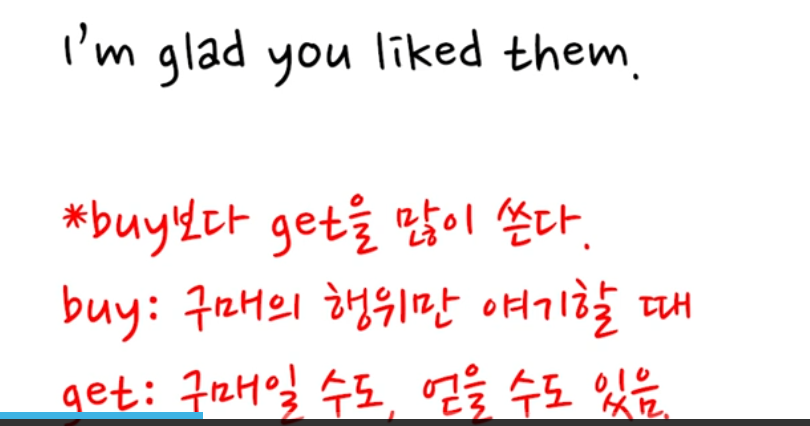 I'm glad you liked them.
*buy보다 get을 많이 쓴다.
buy: 구매의 행위만 얘기할 때
get: 구매일 수도, 얻을 수도 있음.